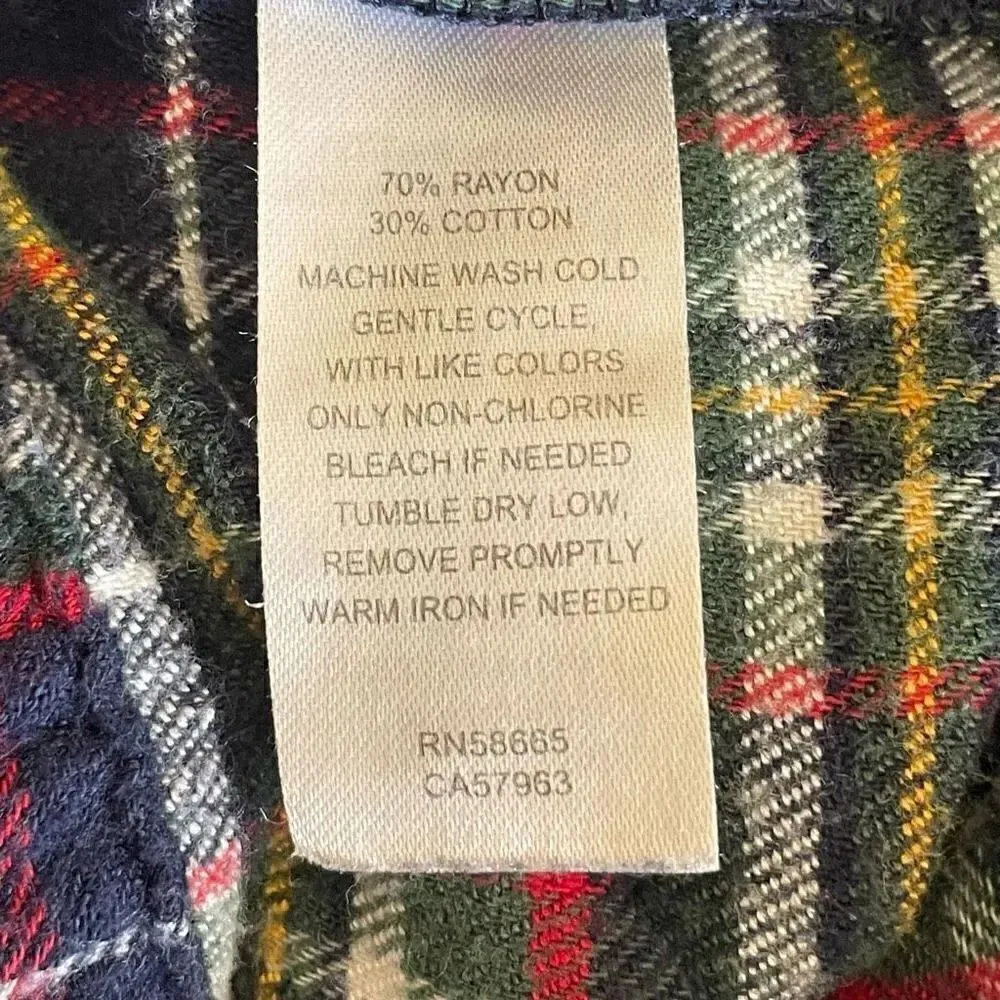 70% RAYON
30% COTTON
MACHINE WASH COLD
GENTLE CYCLE,
WITH LIKE COLORS
ONLY NON-CHLORINE
BLEACH IF NEEDED
TUMBLE DRY LOW,
REMOVE PROMPTLY
WARM IRON IF NEEDED
RN58665
CA57963